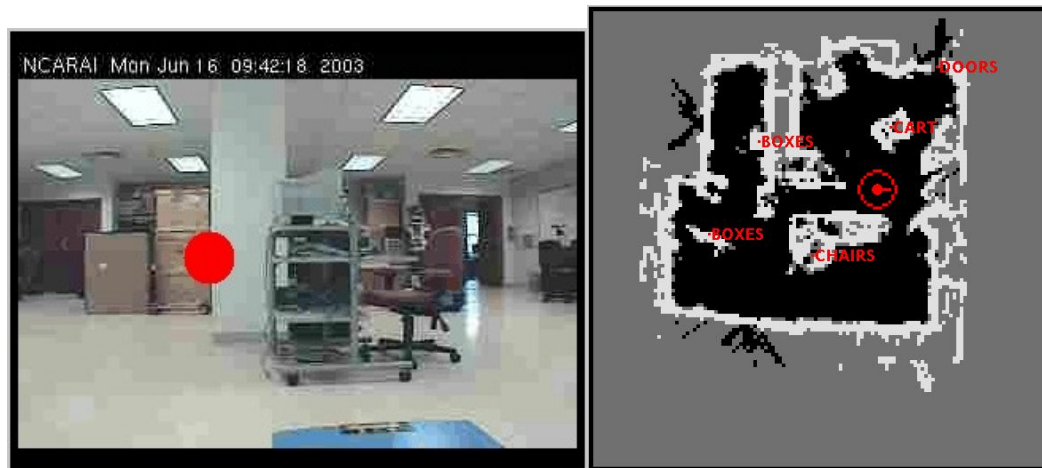 NCARAI Mon Jun 16 09:42:18 2003
DOORS
CART
BOXES
BOXES
CHAIRS